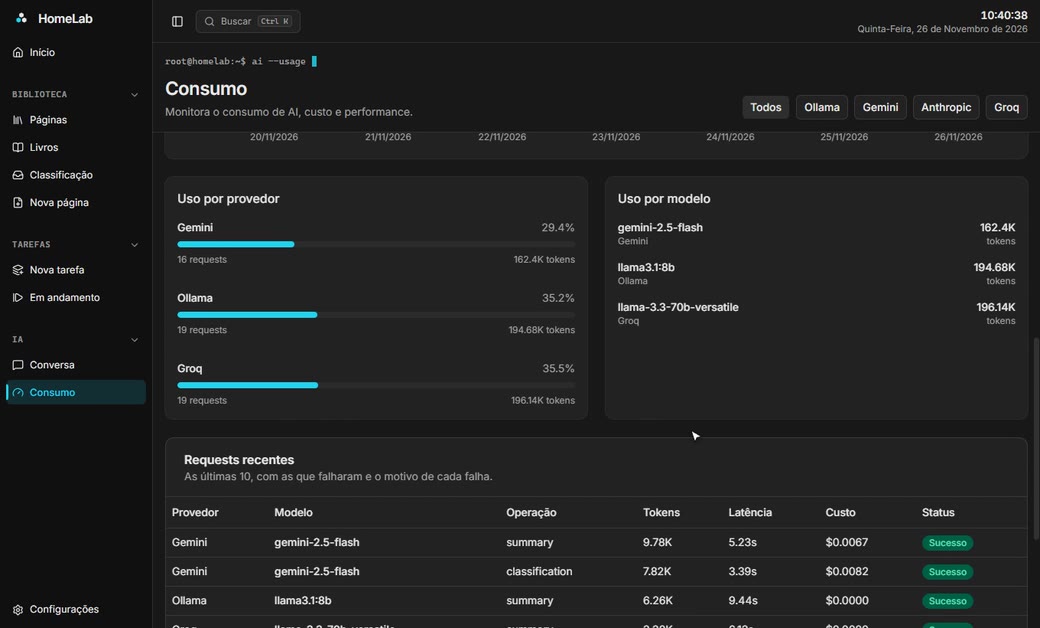 HomeLab
Início
BIBLIOTECA
Páginas
Livros
Classificação
Nova página
TAREFAS
Nova tarefa
Em andamento
IA
Conversa
Consumo
Configurações
Buscar Ctrl K
10:40:38
Quinta-Feira, 26 de Novembro de 2026
root@homelab:~$ ai --usage
Consumo
Monitora o consumo de AI, custo e performance.
Todos Ollama Gemini Anthropic Groq
20/11/2026 21/11/2026 22/11/2026 23/11/2026 24/11/2026 25/11/2026 26/11/2026
Uso por provedor
Gemini 29.4%
16 requests 162.4K tokens
Ollama 35.2%
19 requests 194.68K tokens
Groq 35.5%
19 requests 196.14K tokens
Uso por modelo
gemini-2.5-flash 162.4K
Gemini tokens
llama3.1:8b 194.68K
Ollama tokens
llama-3.3-70b-versatile 196.14K
Groq tokens
Requests recentes
As últimas 10, com as que falharam e o motivo de cada falha.
Provedor Modelo Operação Tokens Latência Custo Status
Gemini gemini-2.5-flash summary 9.78K 5.23s $0.0067 Sucesso
Gemini gemini-2.5-flash classification 7.82K 3.39s $0.0082 Sucesso
Ollama llama3.1:8b summary 6.26K 9.44s $0.0000 Sucesso